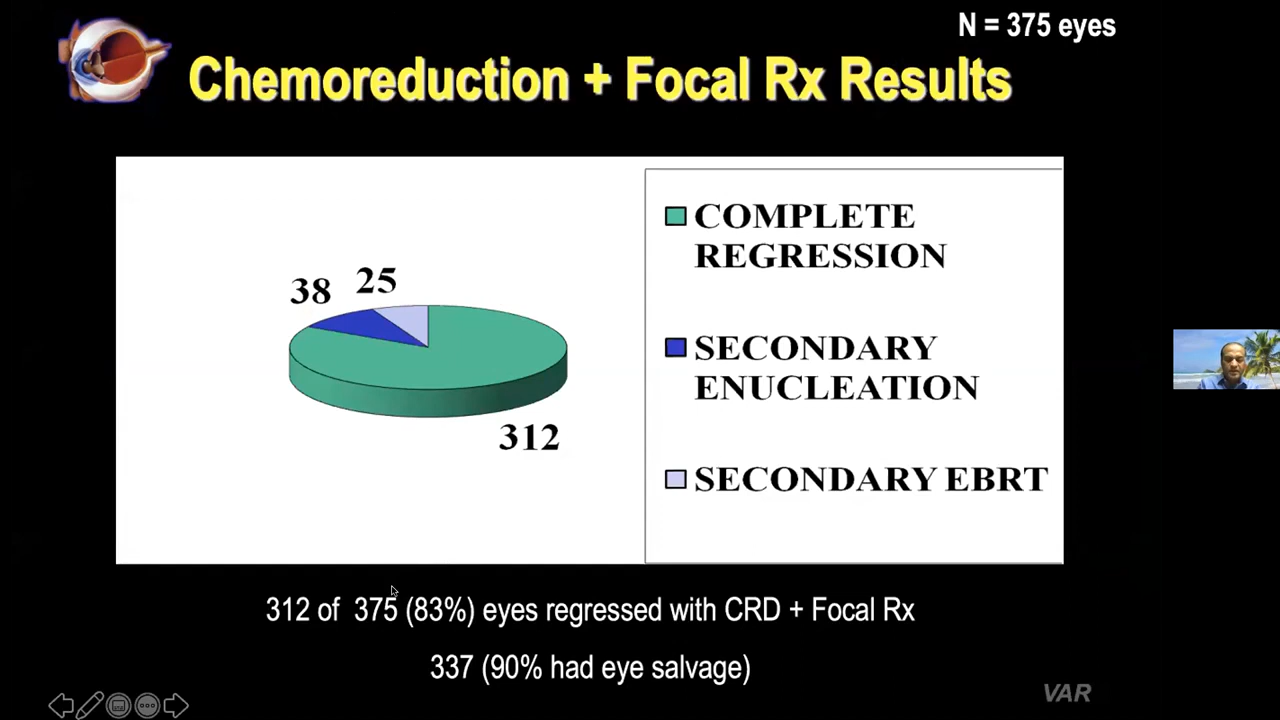 N = 375 eyes
Chemoreduction + Focal Rx Results
38
25
312
COMPLETE
REGRESSION
SECONDARY
ENUCLEATION
SECONDARY EBRT
312 of 375 (83%) eyes regressed with CRD + Focal Rx
337 (90% had eye salvage)
VAR